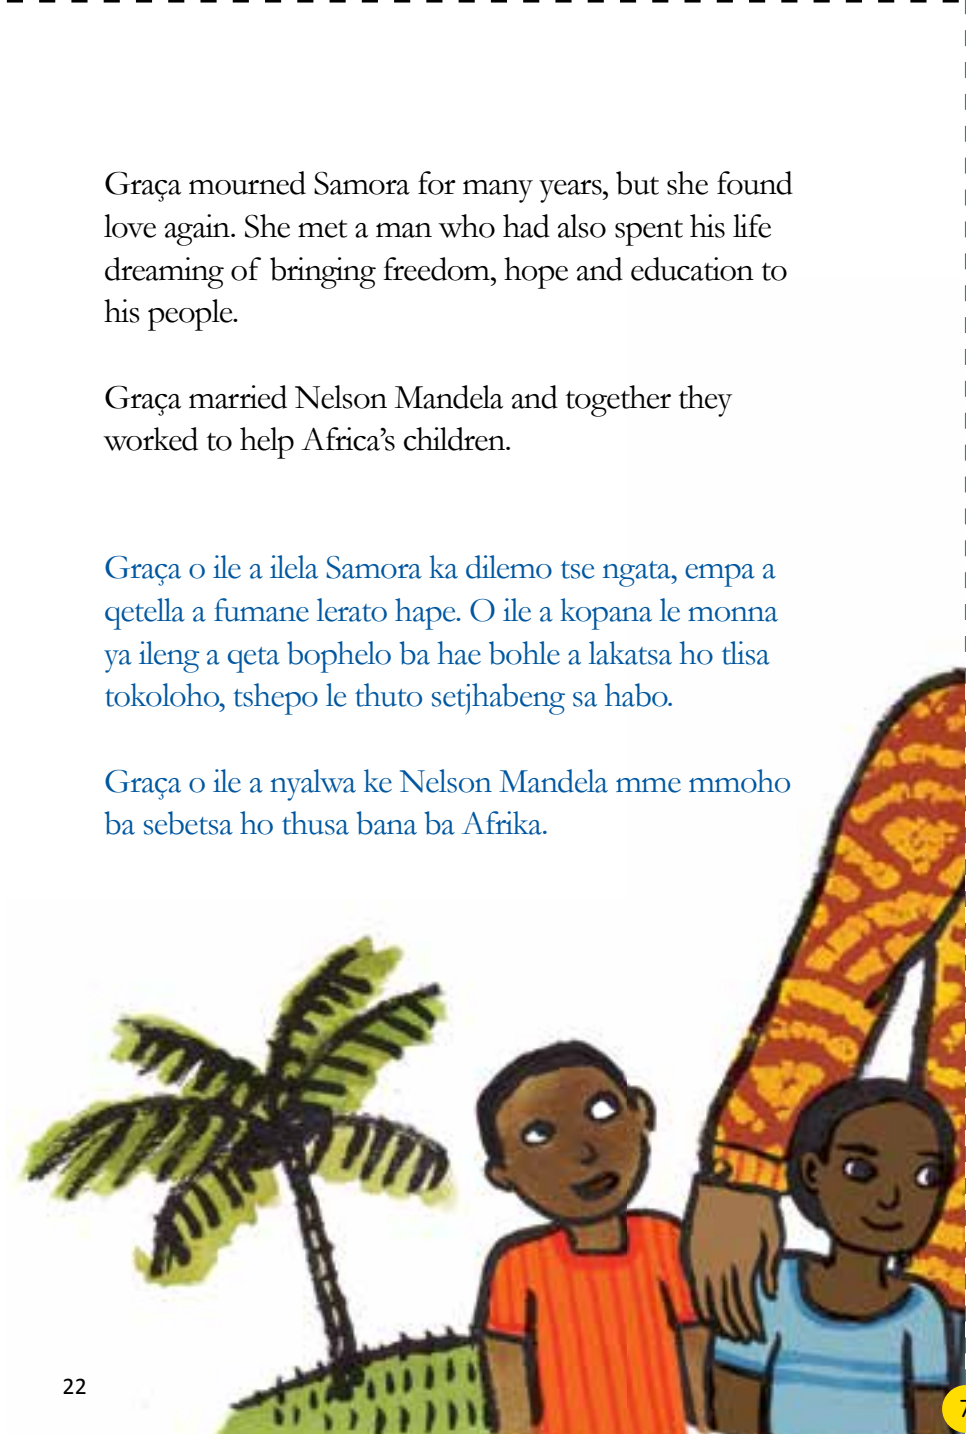 Graça mourned Samora for many years, but she found
love again. She met a man who had also spent his life
dreaming of bringing freedom, hope and education to
his people.
Graça married Nelson Mandela and together they
worked to help Africa's children.
Graça o ile a ilela Samora ka dilemo tse ngata, empa a
qetella a fumane lerato hape. O ile a kopana le monna
ya ileng a qeta bophelo ba hae bohle a lakatsa ho tlisa
tokoloho, tshepo le thuto setjhabeng sa habo.
Graça o ile a nyalwa ke Nelson Mandela mme mmoho
ba sebetsa ho thusa bana ba Afrika.
22